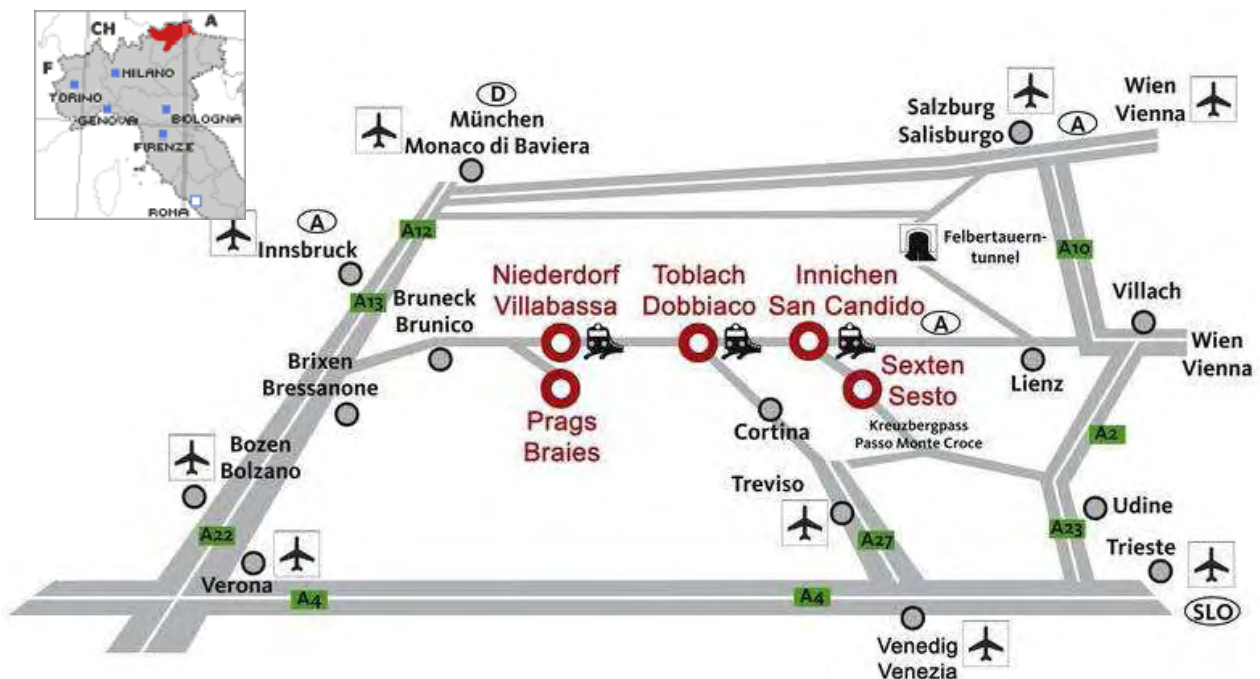 CH
A
F
MILANO
TORINO
GENOVA
BOLOGNA
FIRENZE
ROMA
D
München
Monaco di Baviera
Salzburg
Salisburgo
A
Wien
Vienna
A
Innsbruck
A12
A13
Felbertauern-
tunnel
A10
Niederdorf
Villabassa
Toblach
Dobbiaco
Innichen
San Candido
A
Villach
Bruneck
Brunico
Wien
Vienna
Brixen
Bressanone
Lienz
Sexten
Sesto
Prags
Braies
Cortina
Kreuzbergpass
Passo Monte Croce
A2
Bozen
Bolzano
Treviso
Udine
A22
A27
A23
Trieste
Verona
A4
A4
SLO
Venedig
Venezia